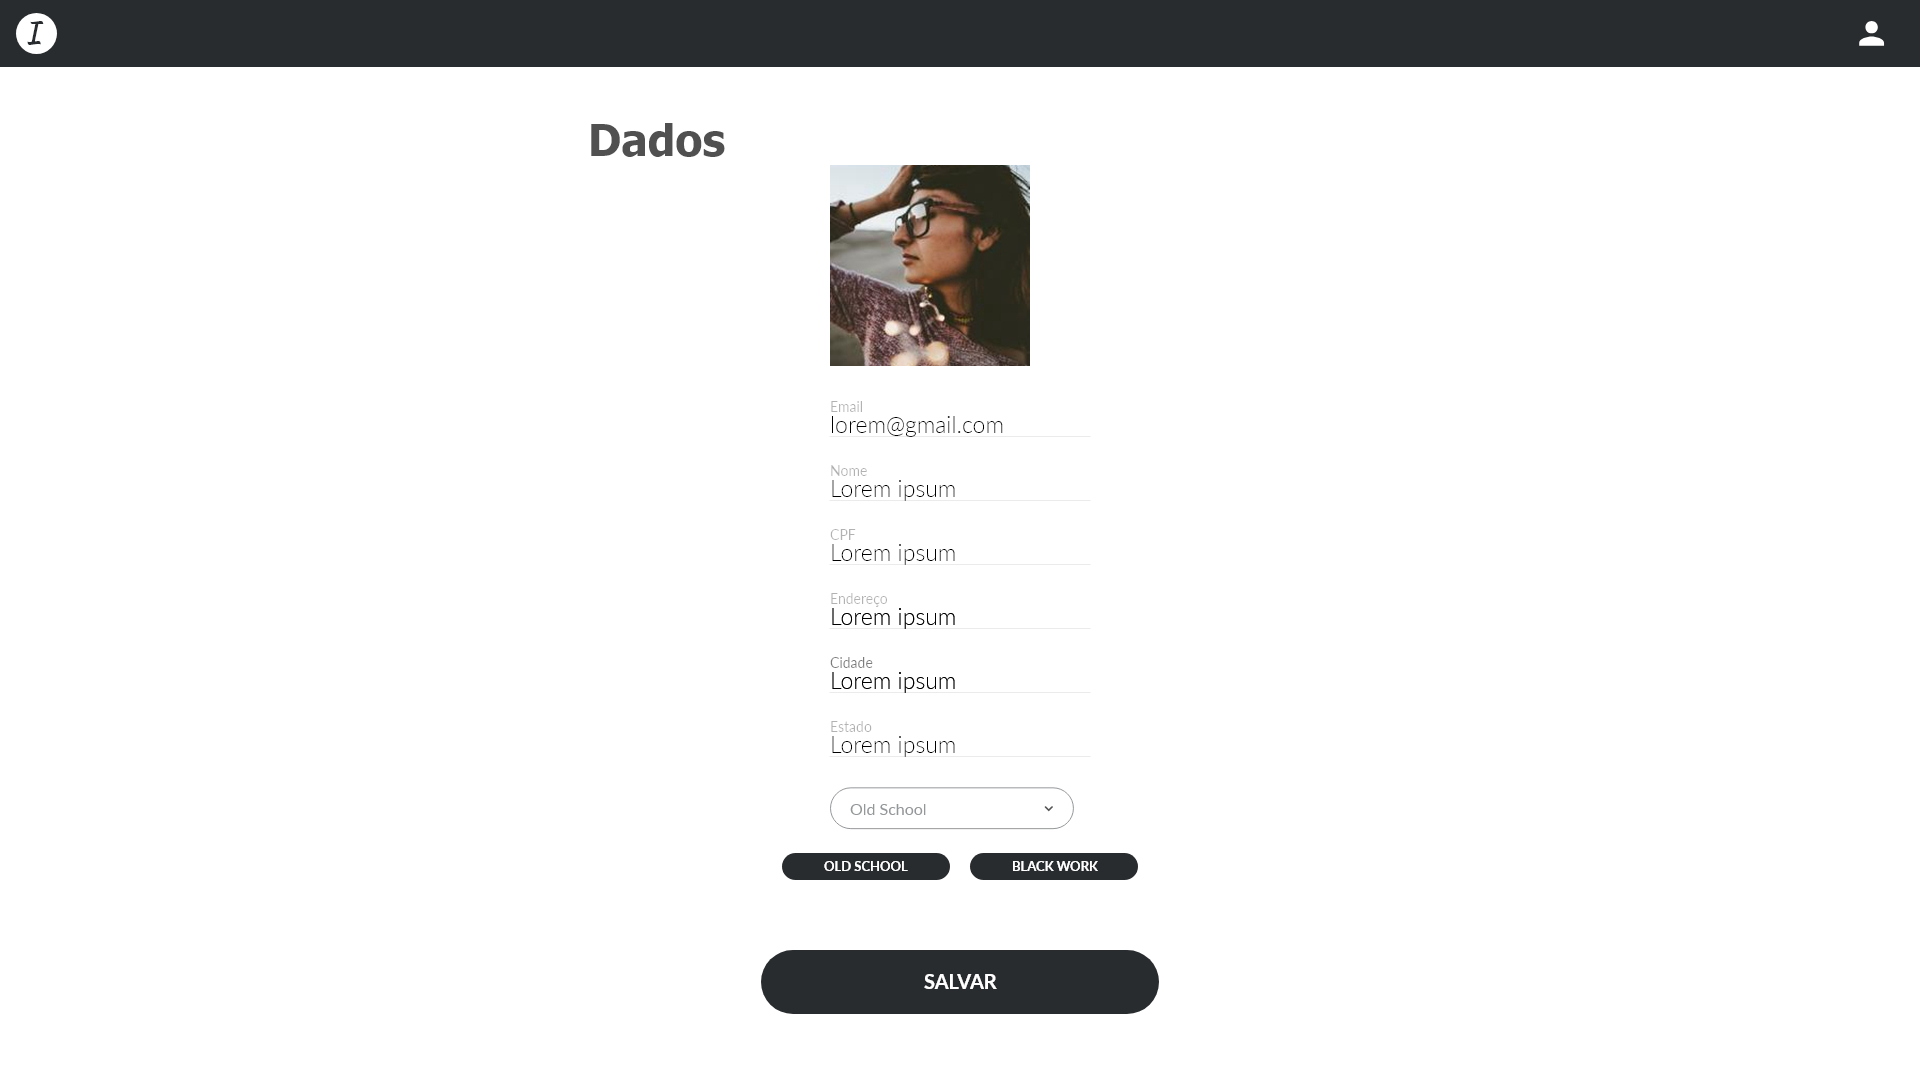 I
Dados
Email
lorem@gmail.com
Nome
Lorem ipsum
CPF
Lorem ipsum
Endereço
Lorem ipsum
Cidade
Lorem ipsum
Estado
Lorem ipsum
Old School
OLD SCHOOL BLACK WORK
SALVAR